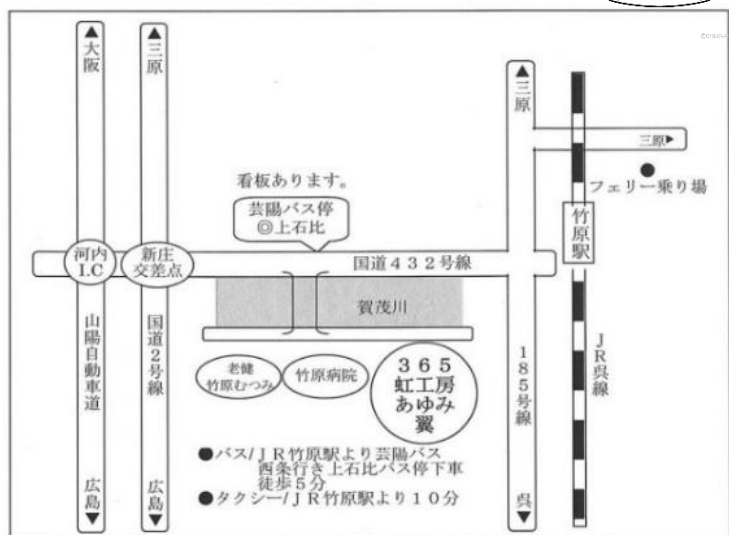 ▲大阪
▲三原
▲三原
三原▶
フェリー乗り場
看板あります。
芸陽バス停
◎上石比
竹原駅
河内
I.C
新庄
交差点
国道432号線
賀茂川
山陽自動車道
国道2号線
老健
竹原むつみ
竹原病院
365
虹工房
あゆみ
翼
185号線
JR呉線
●バス/JR竹原駅より芸陽バス
西条行き上石比バス停下車
徒歩5分
●タクシー/JR竹原駅より10分
広島▼
広島▼
呉▼